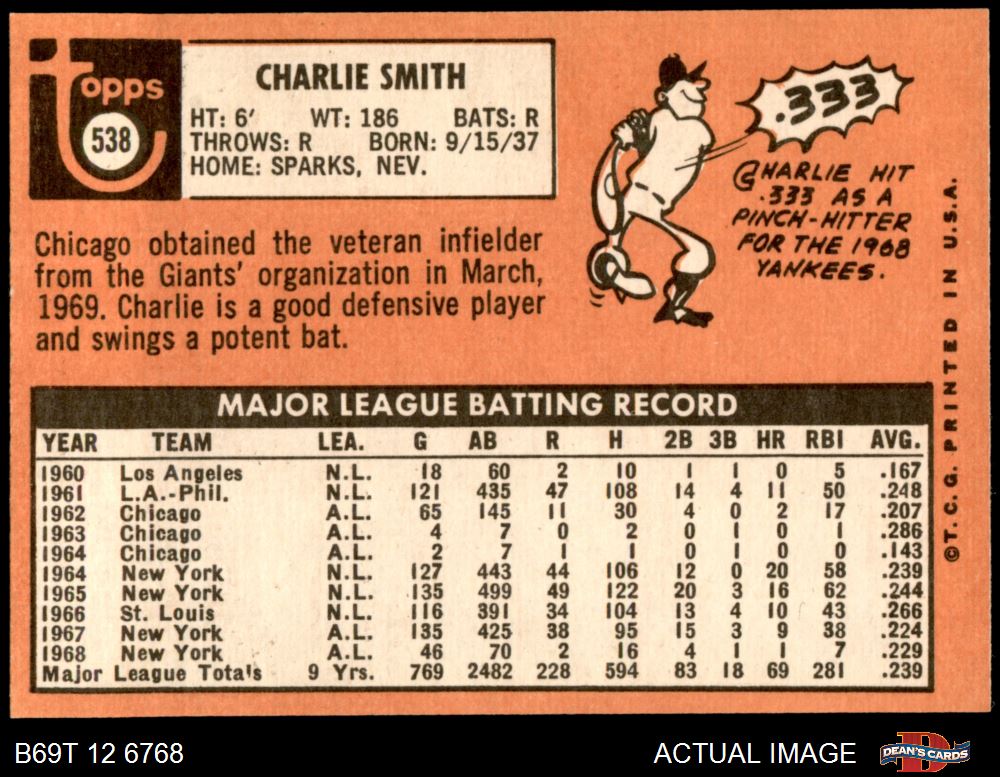 Topps
538
CHARLIE SMITH
HT: 6' WT: 186 BATS: R
THROWS: R BORN: 9/15/37
HOME: SPARKS, NEV.
Chicago obtained the veteran infielder
from the Giants' organization in March,
1969. Charlie is a good defensive player
and swings a potent bat.
.333
CHARLIE HIT
.333 AS A
PINCH-HITTER
FOR THE 1968
YANKEES.
©T. C. G. PRINTED IN U.S.A.
MAJOR LEAGUE BATTING RECORD
YEAR TEAM LEA. G AB R H 2B 3B HR RBI AVG.
1960 Los Angeles N.L. 18 60 2 10 1 1 0 5 .167
1961 L.A.-Phil. N.L. 121 435 47 108 14 4 11 50 .248
1962 Chicago A.L. 65 145 11 30 4 0 2 17 .207
1963 Chicago A.L. 4 7 0 2 0 1 0 1 .286
1964 Chicago A.L. 2 7 1 1 0 1 0 0 .143
1964 New York N.L. 127 443 44 106 12 0 20 58 .239
1965 New York N.L. 135 499 49 122 20 3 16 62 .244
1966 St. Louis N.L. 116 391 34 104 13 4 10 43 .266
1967 New York A.L. 135 425 38 95 15 3 9 38 .224
1968 New York A.L. 46 70 2 16 4 1 1 7 .229
Major League Totals 9 Yrs. 769 2482 228 594 83 18 69 281 .239
B69T 12 6768
ACTUAL IMAGE
DEAN'S CARDS